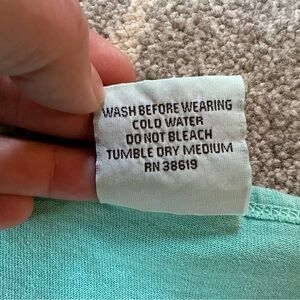 WASH BEFORE WEARING
COLD WATER
DO NOT BLEACH
TUMBLE DRY MEDIUM
RN 38619